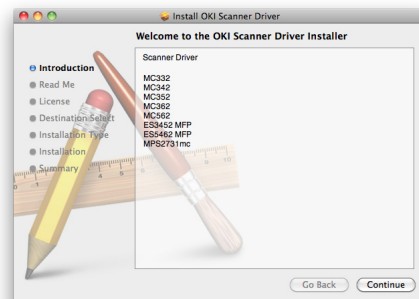 Install OKI Scanner Driver
Welcome to the OKI Scanner Driver Installer
Introduction
Read Me
License
Destination Select
Installation Type
Installation
Summary
Scanner Driver
MC332
MC342
MC352
MC362
MC562
ES3452 MFP
ES5462 MFP
MPS2731mc
Go Back
Continue